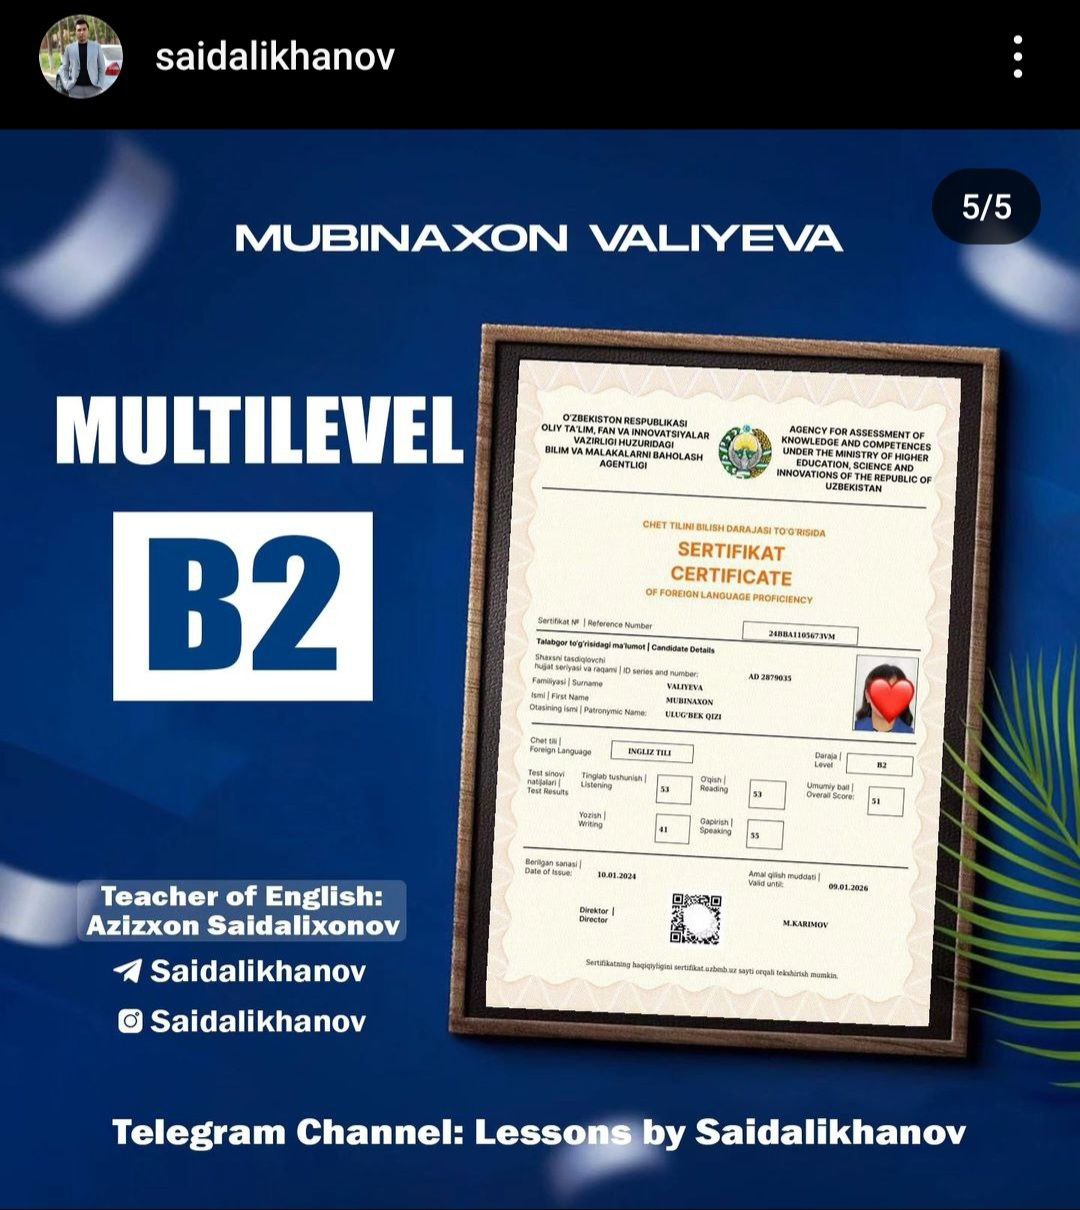 saidalikhanov
5/5
MUBINAXON VALIYEVA
MULTILEVEL
B2
O'ZBEKISTON RESPUBLIKASI
OLIY TA'LIM, FAN VA INNOVATSIYALAR
VAZIRLIGI HUZURIDAGI
BILIM VA MALAKALARNI BAHOLASH
AGENTLIGI
AGENCY FOR ASSESSMENT OF
KNOWLEDGE AND COMPETENCES
UNDER THE MINISTRY OF HIGHER
EDUCATION, SCIENCE AND
INNOVATIONS OF THE REPUBLIC OF
UZBEKISTAN
CHET TILINI BILISH DARAJASI TO'G'RISIDA
SERTIFIKAT
CERTIFICATE
OF FOREIGN LANGUAGE PROFICIENCY
Sertifikat № | Reference Number 24BBA1105673VM
Talabgor to'g'risidagi ma'lumot | Candidate Details
Shaxsni tasdiqlovchi
hujjat seriyasi va raqami | ID series and number: AD 2879035
Familiyasi | Surname VALIYEVA
Ismi | First Name MUBINAXON
Otasining ismi | Patronymic Name: ULUG'BEK QIZI
Chet tili |
Foreign Language INGLIZ TILI
Daraja |
Level B2
Test sinovi
natijalari |
Test Results
Tinglab tushunish |
Listening 53
O'qish |
Reading 53
Umumiy ball |
Overall Score: 51
Yozish |
Writing 41
Gapirish |
Speaking 55
Berilgan sanasi |
Date of Issue: 10.01.2024
Amal qilish muddati |
Valid until: 09.01.2026
Direktor |
Director
M.KARIMOV
Sertifikatning haqiqiyligini sertifikat.uzbmb.uz sayti orqali tekshirish mumkin.
Teacher of English:
Azizxon Saidalixonov
Saidalikhanov
Saidalikhanov
Telegram Channel: Lessons by Saidalikhanov